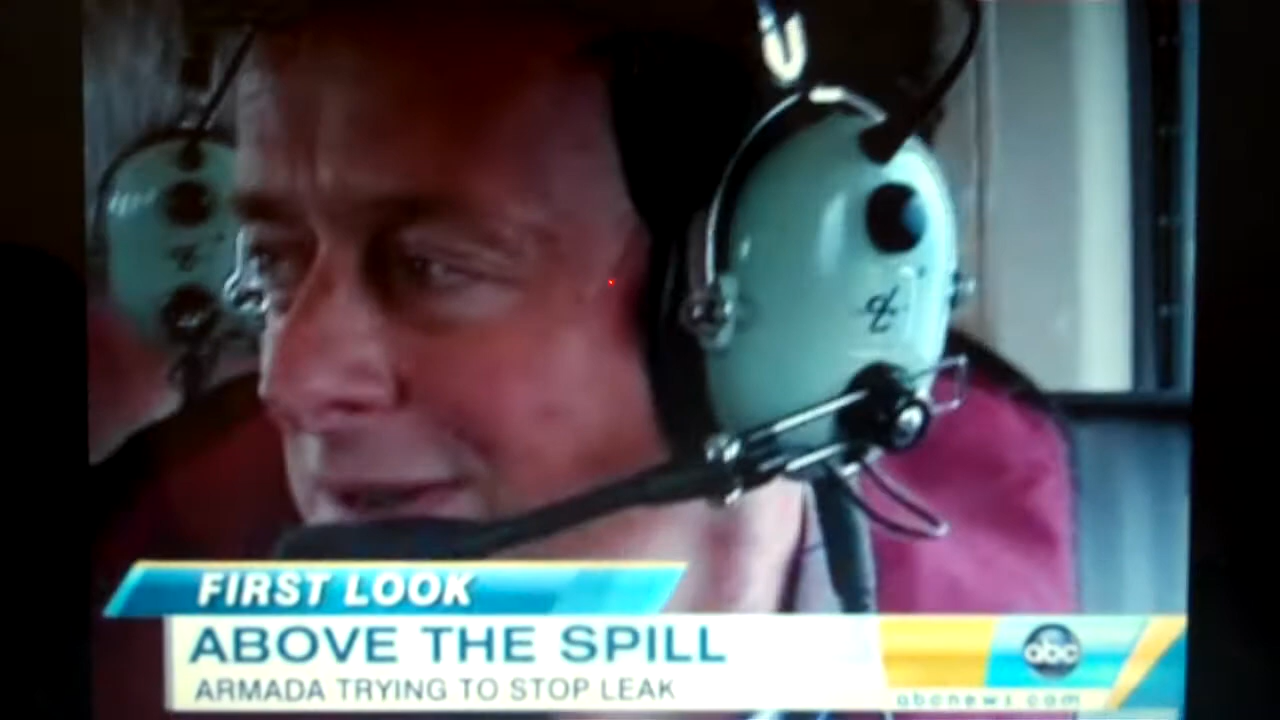 FIRST LOOK
ABOVE THE SPILL
ARMADA TRYING TO STOP LEAK
abc
abcnews.com